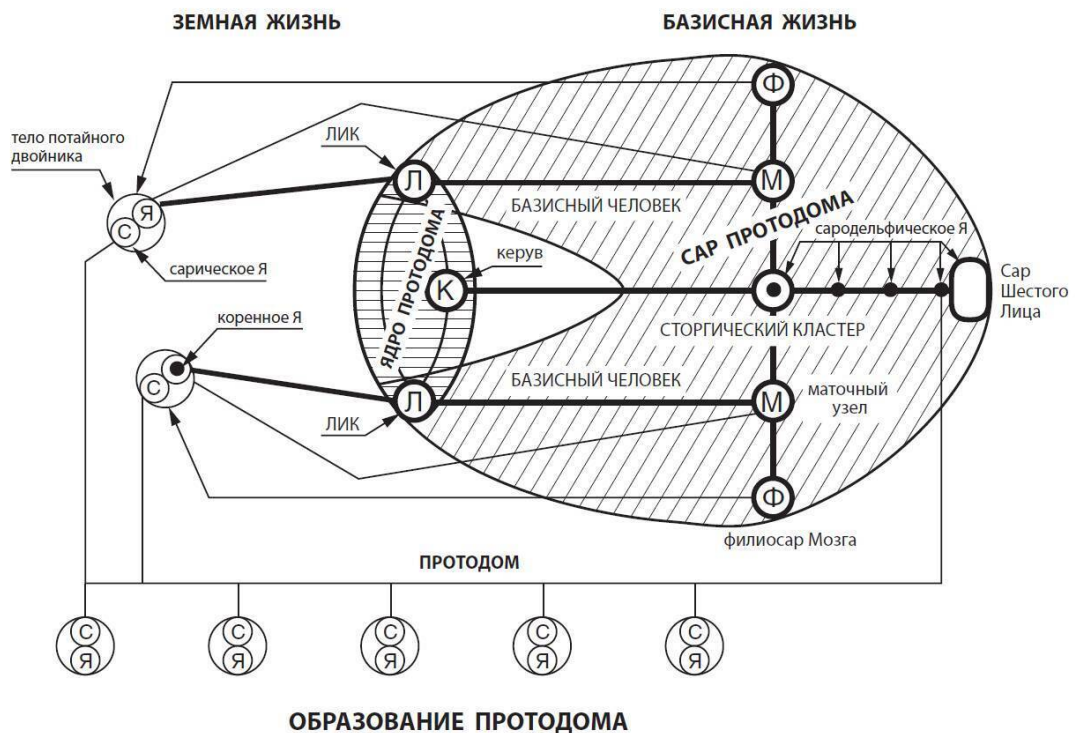 ЗЕМНАЯ ЖИЗНЬ
БАЗИСНАЯ ЖИЗНЬ
Ф
тело потайного
двойника
ЛИК
Л
М
Я
С
БАЗИСНЫЙ ЧЕЛОВЕК
САР ПРОТОДОМА
сародельфическое Я
сарическое Я
ЯДРО ПРОТОДОМА
керув
К
Сар
Шестого
Лица
коренное Я
СТОРГИЧЕСКИЙ КЛАСТЕР
С
БАЗИСНЫЙ ЧЕЛОВЕК
Л
М
маточный
узел
ЛИК
Ф
филиосар Мозга
ПРОТОДОМ
С С С С С
Я Я Я Я Я
ОБРАЗОВАНИЕ ПРОТОДОМА